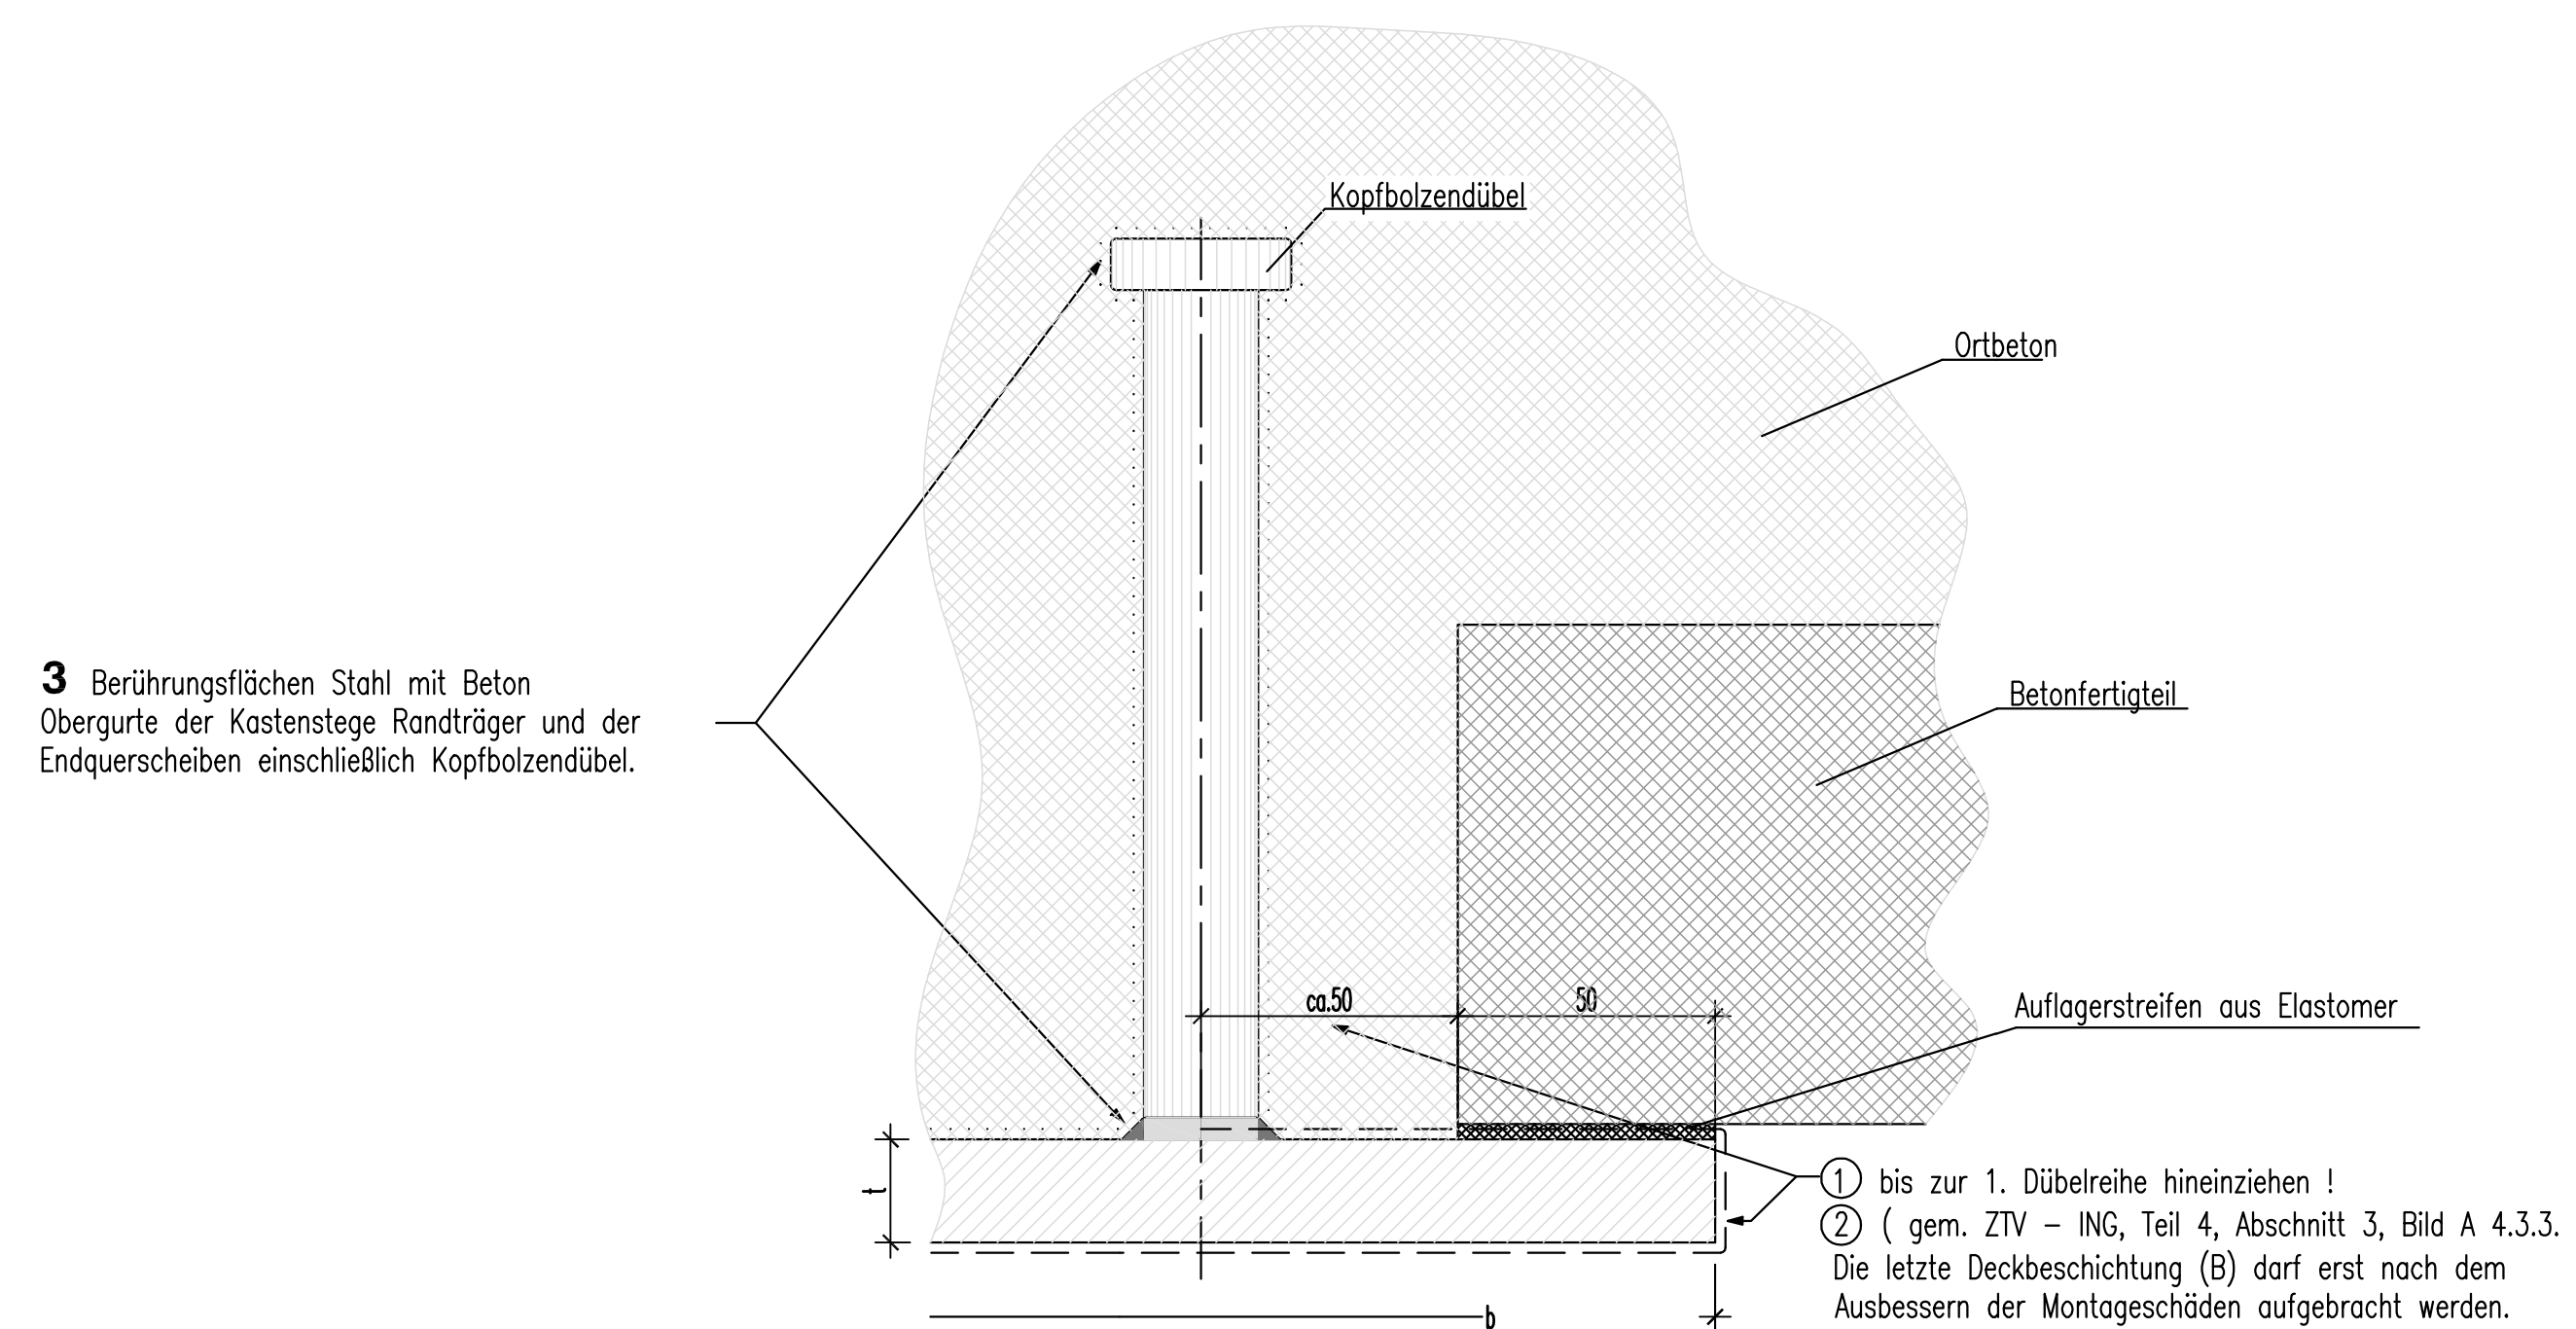 Kopfbolzendübel
Ortbeton
3 Berührungsflächen Stahl mit Beton
Obergurte der Kastenstege Randträger und der
Endquerscheiben einschließlich Kopfbolzendübel.
Betonfertigteil
ca.50
50
Auflagerstreifen aus Elastomer
t
1 bis zur 1. Dübelreihe hineinziehen !
2 ( gem. ZTV - ING, Teil 4, Abschnitt 3, Bild A 4.3.3.
Die letzte Deckbeschichtung (B) darf erst nach dem
Ausbessern der Montageschäden aufgebracht werden.
b